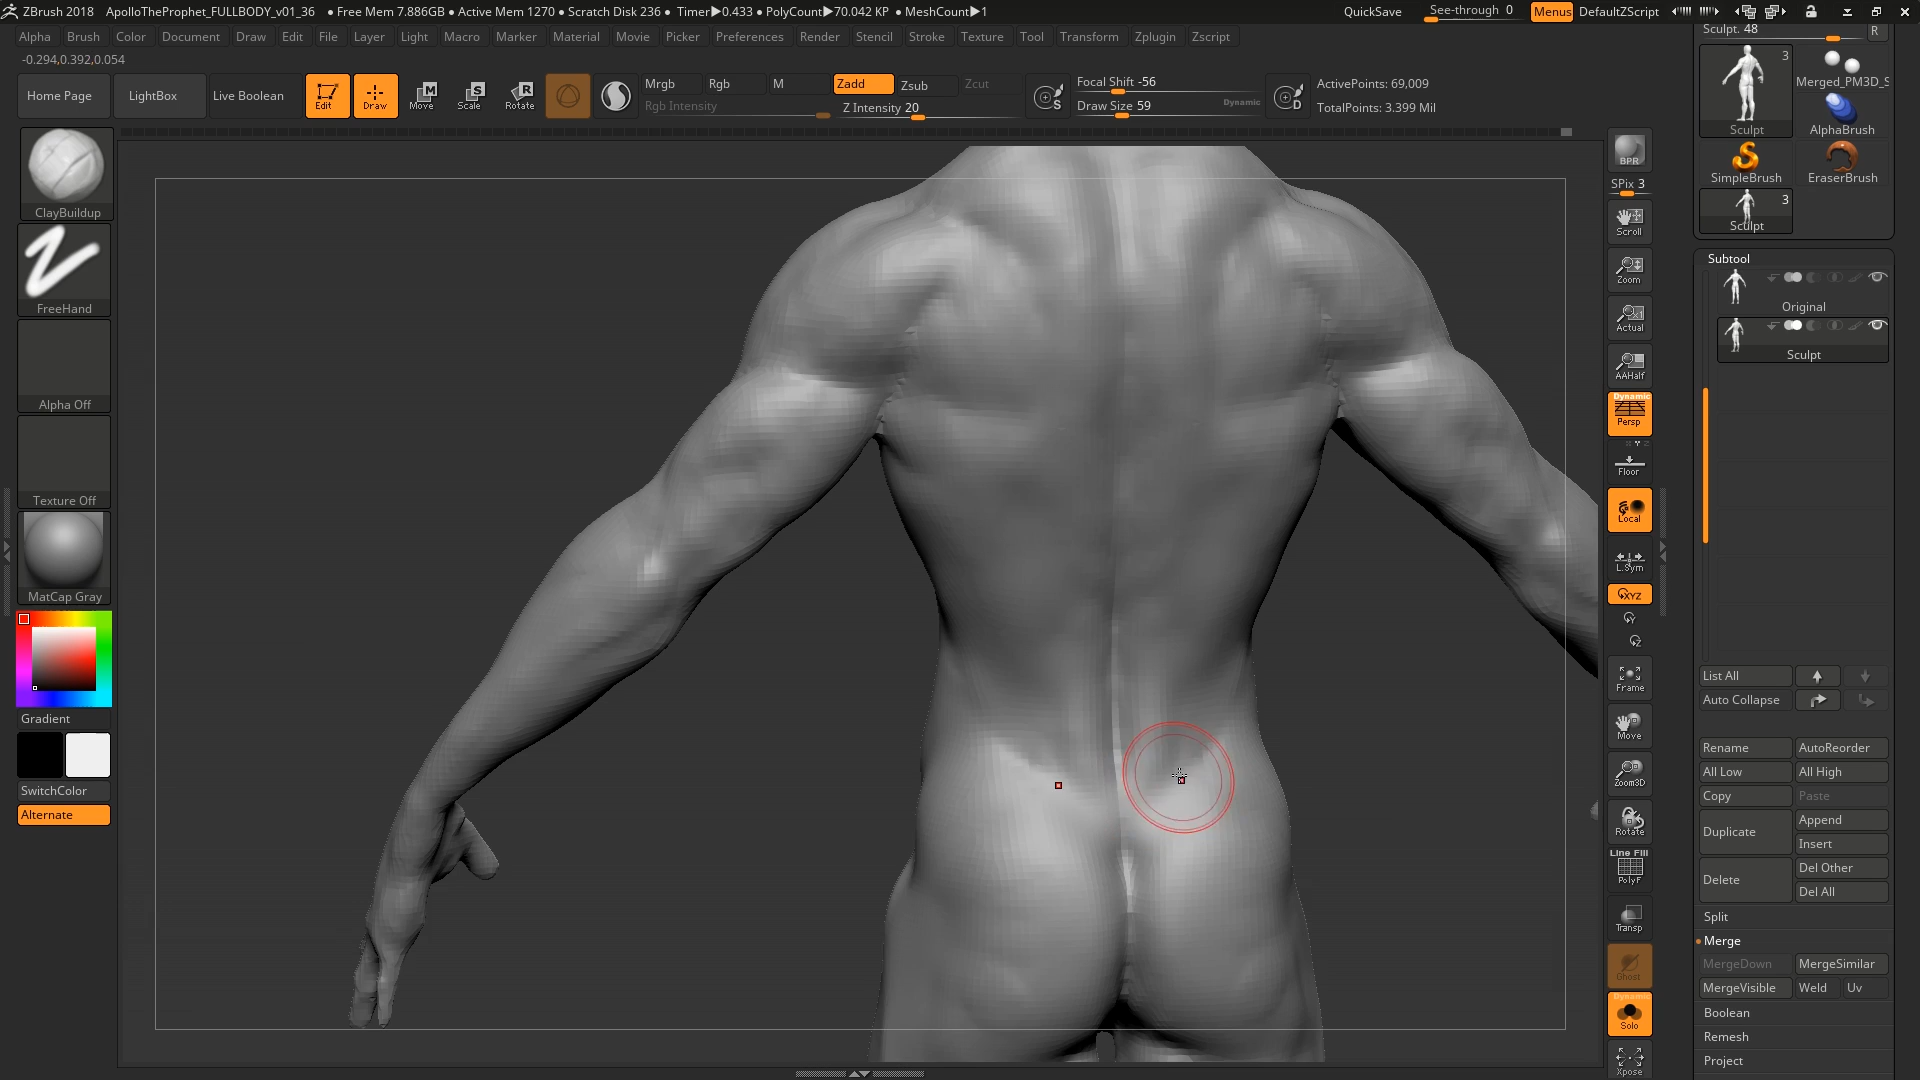 ZBrush 2018 ApolloTheProphet_FULLBODY_v01_36 ● Free Mem 7.886GB ● Active Mem 1270 ● Scratch Disk 236 ● Timer▶0.433 ● PolyCount▶70.042 KP ● MeshCount▶1 QuickSave See-through 0 Menus DefaultZScript
Alpha Brush Color Document Draw Edit File Layer Light Macro Marker Material Movie Picker Preferences Render Stencil Stroke Texture Tool Transform Zplugin Zscript
-0.294,0.392,0.054
Home Page LightBox Live Boolean Edit Draw Move Scale Rotate
Mrgb Rgb M Zadd Zsub Zcut
Rgb Intensity Z Intensity 20
S Focal Shift -56
Draw Size 59 Dynamic D
ActivePoints: 69,009
TotalPoints: 3.399 Mil
ClayBuildup
FreeHand
Alpha Off
Texture Off
MatCap Gray
Gradient
SwitchColor
Alternate
BPR
SPix 3
Scroll
Zoom
Actual
AAHalf
Dynamic
Persp
Floor
Local
L.Sym
XYZ
Y
Z
Frame
Move
Zoom3D
Rotate
Line Fill
PolyF
Transp
Ghost
Dynamic
Solo
Xpose
Sculpt. 48 R
3
Sculpt
Merged_PM3D_S
AlphaBrush
SimpleBrush EraserBrush
3
Sculpt
Subtool
Original
Sculpt
List All
Auto Collapse
Rename AutoReorder
All Low All High
Copy Paste
Duplicate Append
Insert
Delete Del Other
Del All
Split
Merge
MergeDown MergeSimilar
MergeVisible Weld Uv
Boolean
Remesh
Project